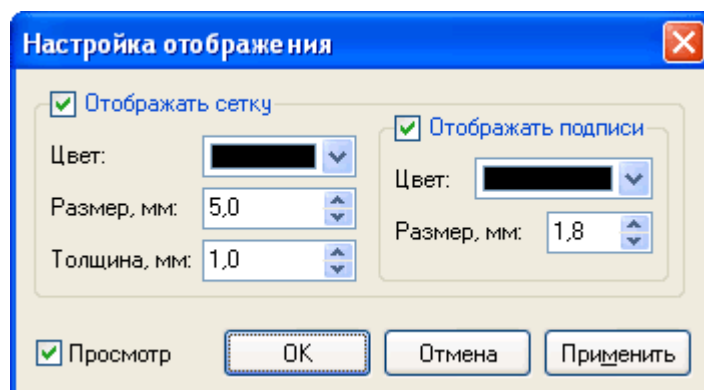 Настройка отображения
Отображать сетку
Цвет:
Размер, мм: 5,0
Толщина, мм: 1,0
Отображать подписи
Цвет:
Размер, мм: 1,8
Просмотр
OK
Отмена
Применить